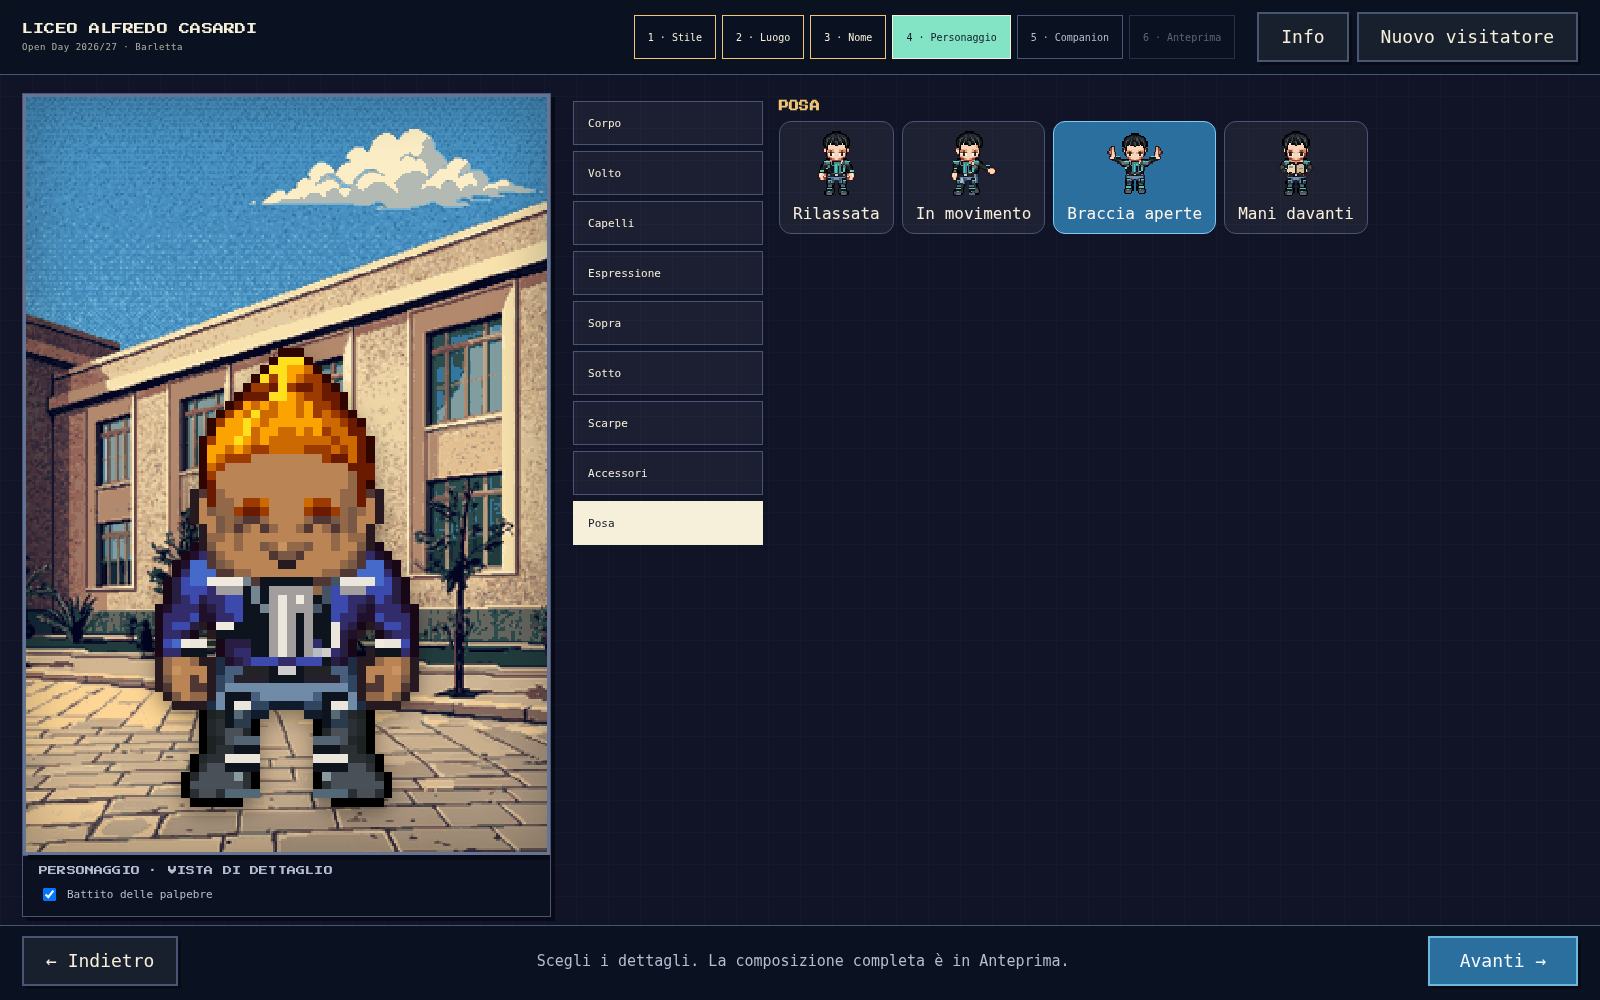 LICEO ALFREDO CASARDI
Open Day 2026/27 · Barletta
1 · Stile
2 · Luogo
3 · Nome
4 · Personaggio
5 · Companion
6 · Anteprima
Info
Nuovo visitatore
Corpo
Volto
Capelli
Espressione
Sopra
Sotto
Scarpe
Accessori
Posa
POSA
Rilassata
In movimento
Braccia aperte
Mani davanti
PERSONAGGIO · VISTA DI DETTAGLIO
Battito delle palpebre
← Indietro
Scegli i dettagli. La composizione completa è in Anteprima.
Avanti →